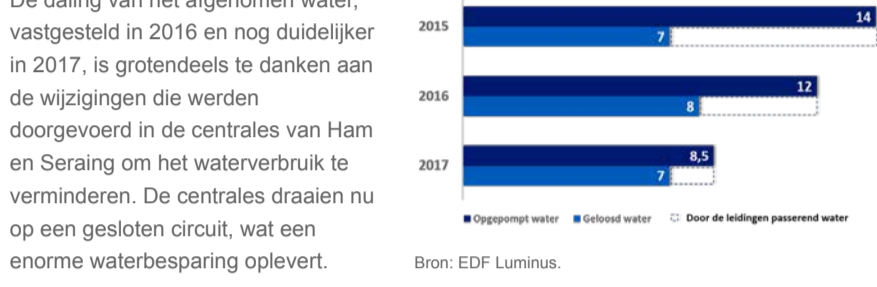 De daling van het afgenomen water,
vastgesteld in 2016 en nog duidelijker
in 2017, is grotendeels te danken aan
de wijzigingen die werden
doorgevoerd in de centrales van Ham
en Seraing om het waterverbruik te
verminderen. De centrales draaien nu
op een gesloten circuit, wat een
enorme waterbesparing oplevert.
2015
14
7
2016
12
8
2017
8,5
7
Opgepompt water Geloosd water Door de leidingen passerend water
Bron: EDF Luminus.